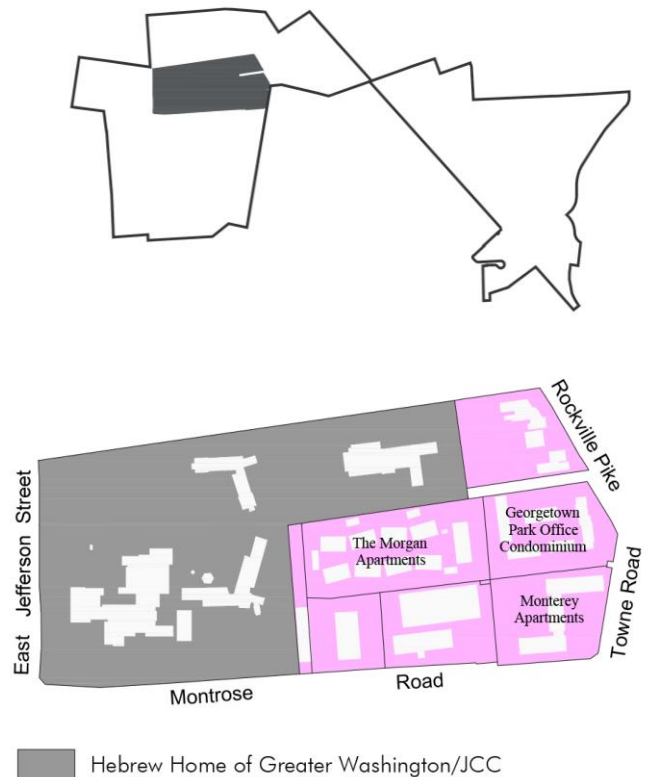 Rockville Pike
East Jefferson Street
The Morgan
Apartments
Georgetown
Park Office
Condominium
Monterey
Apartments
Towne Road
Montrose Road
Hebrew Home of Greater Washington/JCC